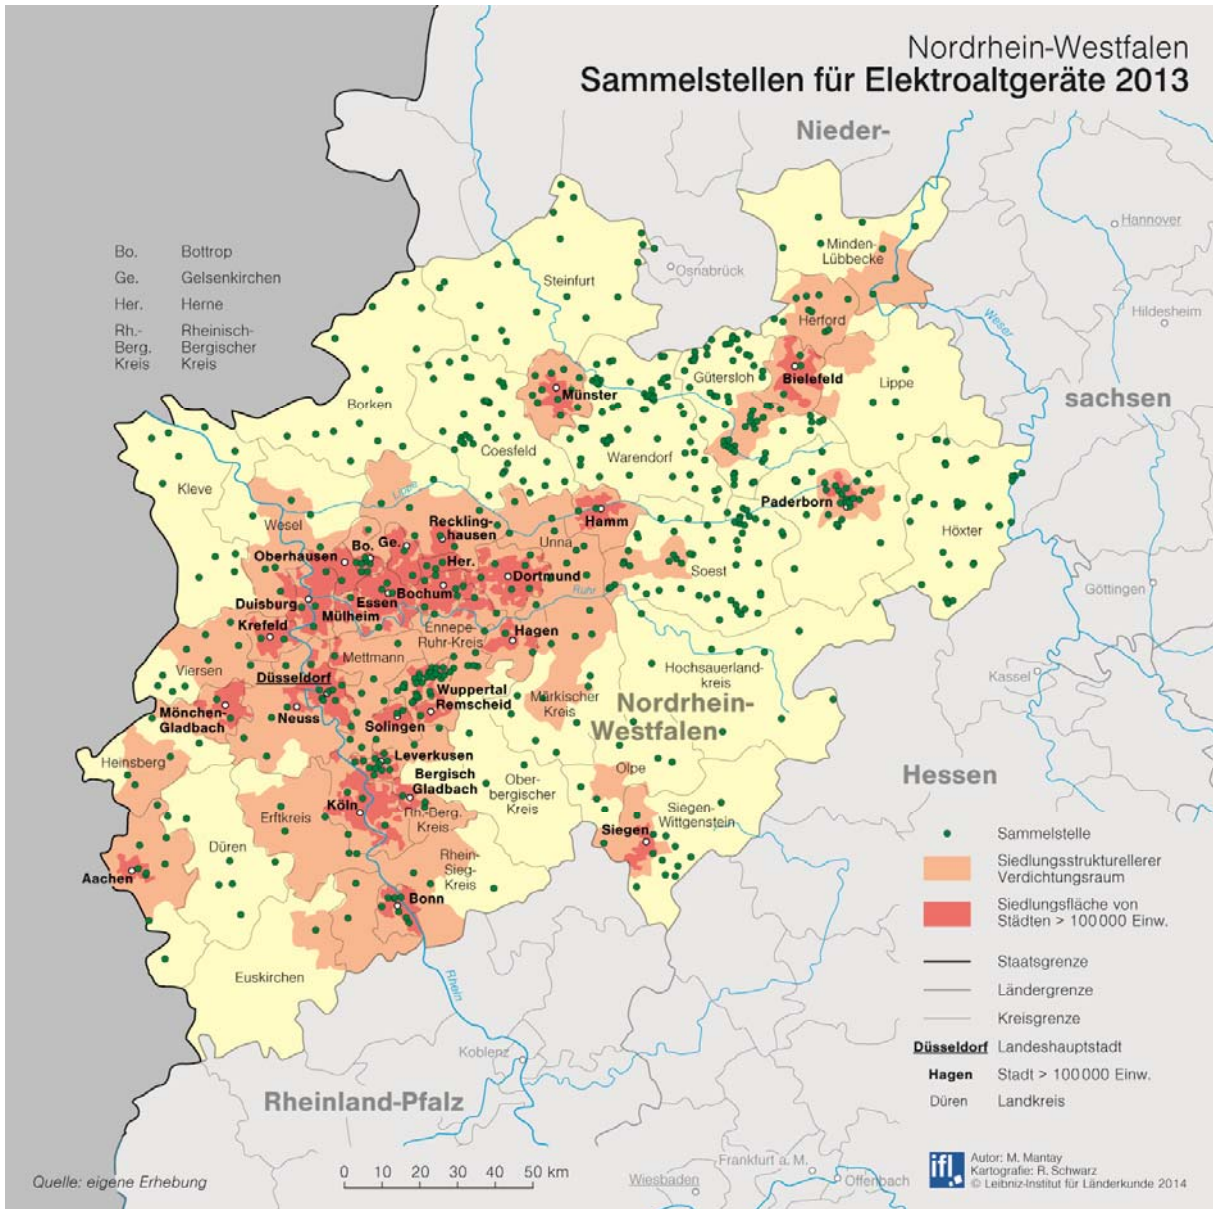 Nordrhein-Westfalen
Sammelstellen für Elektroaltgeräte 2013
Nieder-
Hannover
Minden-
Lübbecke
Bo. Bottrop
Ge. Gelsenkirchen
Her. Herne
Rh.- Rheinisch-
Berg. Bergischer
Kreis Kreis
Osnabrück
Steinfurt
Weser
Hildesheim
Herford
Gütersloh
Bielefeld
Lippe
Münster
Borken
sachsen
Coesfeld
Warendorf
Kleve
Lippe
Paderborn
Wesel
Reckling-
hausen
Hamm
Höxter
Bo.
Ge.
Unna
Oberhausen
Her.
Soest
Dortmund
Göttingen
Ruhr
Bochum
Essen
Duisburg
Mülheim
Krefeld
Ennepe-
Ruhr-Kreis
Hagen
Mettmann
Viersen
Hochsauerland-
kreis
Düsseldorf
Kassel
Wuppertal
Remscheid
Märkischer
Kreis
Nordrhein-
Westfalen
Mönchen-
Gladbach
Neuss
Solingen
Leverkusen
Heinsberg
Bergisch
Gladbach
Ober-
bergischer
Kreis
Olpe
Hessen
Köln
Rh.-Berg.
Kreis
Erftkreis
Siegen-
Wittgenstein
Siegen
Düren
Rhein-
Sieg-
Kreis
Aachen
Bonn
Euskirchen
Rhein
Koblenz
Rheinland-Pfalz
Sammelstelle
Siedlungsstrukturellerer
Verdichtungsraum
Siedlungsfläche von
Städten > 100 000 Einw.
Staatsgrenze
Ländergrenze
Kreisgrenze
Düsseldorf Landeshauptstadt
Hagen Stadt > 100 000 Einw.
Düren Landkreis
Frankfurt a. M.
Wiesbaden
Offenbach
0 10 20 30 40 50 km
Quelle: eigene Erhebung
ifl
Autor: M. Mantay
Kartografie: R. Schwarz
© Leibniz-Institut für Länderkunde 2014